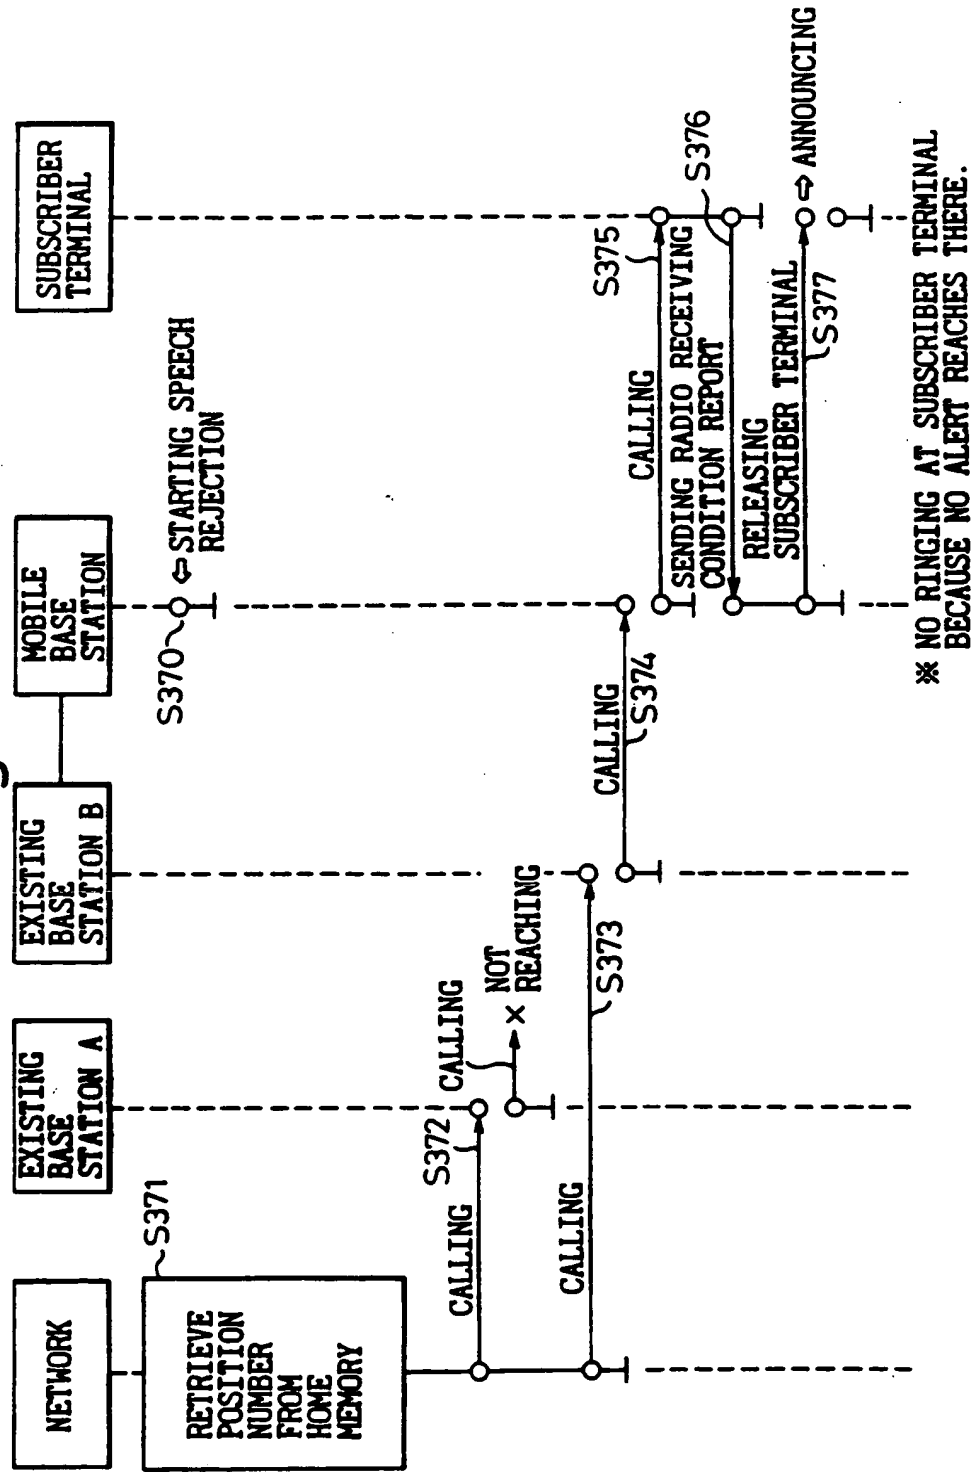 NETWORK
EXISTING
BASE
STATION A
EXISTING
BASE
STATION B
MOBILE
BASE
STATION
SUBSCRIBER
TERMINAL
S370
⇦ STARTING SPEECH
REJECTION
S371
RETRIEVE
POSITION
NUMBER
FROM
HOME
MEMORY
CALLING
S372
CALLING
× NOT
REACHING
CALLING
S373
CALLING
S374
CALLING
S375
SENDING RADIO RECEIVING
CONDITION REPORT
S376
RELEASING
SUBSCRIBER TERMINAL
S377
⇨ ANNOUNCING
※ NO RINGING AT SUBSCRIBER TERMINAL
BECAUSE NO ALERT REACHES THERE.